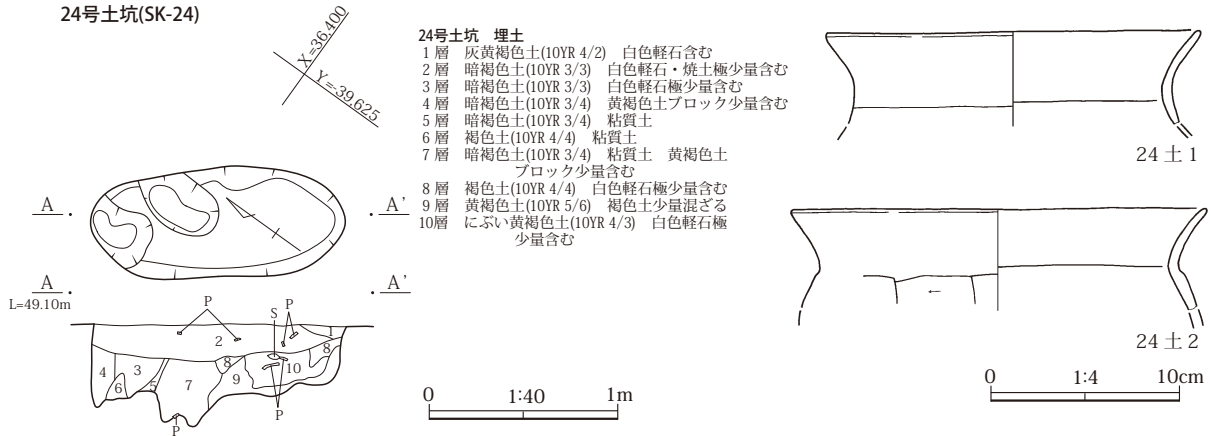 24号土坑(SK-24)
X=36,400
Y=-39,625
24号土坑 埋土
1 層 灰黄褐色土(10YR 4/2) 白色軽石含む
2 層 暗褐色土(10YR 3/3) 白色軽石・焼土極少量含む
3 層 暗褐色土(10YR 3/3) 白色軽石極少量含む
4 層 暗褐色土(10YR 3/4) 黄褐色土ブロック少量含む
5 層 暗褐色土(10YR 3/4) 粘質土
6 層 褐色土(10YR 4/4) 粘質土
7 層 暗褐色土(10YR 3/4) 粘質土 黄褐色土
ブロック少量含む
8 層 褐色土(10YR 4/4) 白色軽石極少量含む
9 層 黄褐色土(10YR 5/6) 褐色土少量混ざる
10層 にぶい黄褐色土(10YR 4/3) 白色軽石極
少量含む
A A'
A A'
L=49.10m
P S P
1
2
8
4 3 8 10
6 5 7 9
P
P
0 1:40 1m
24 土 1
24 土 2
0 1:4 10cm